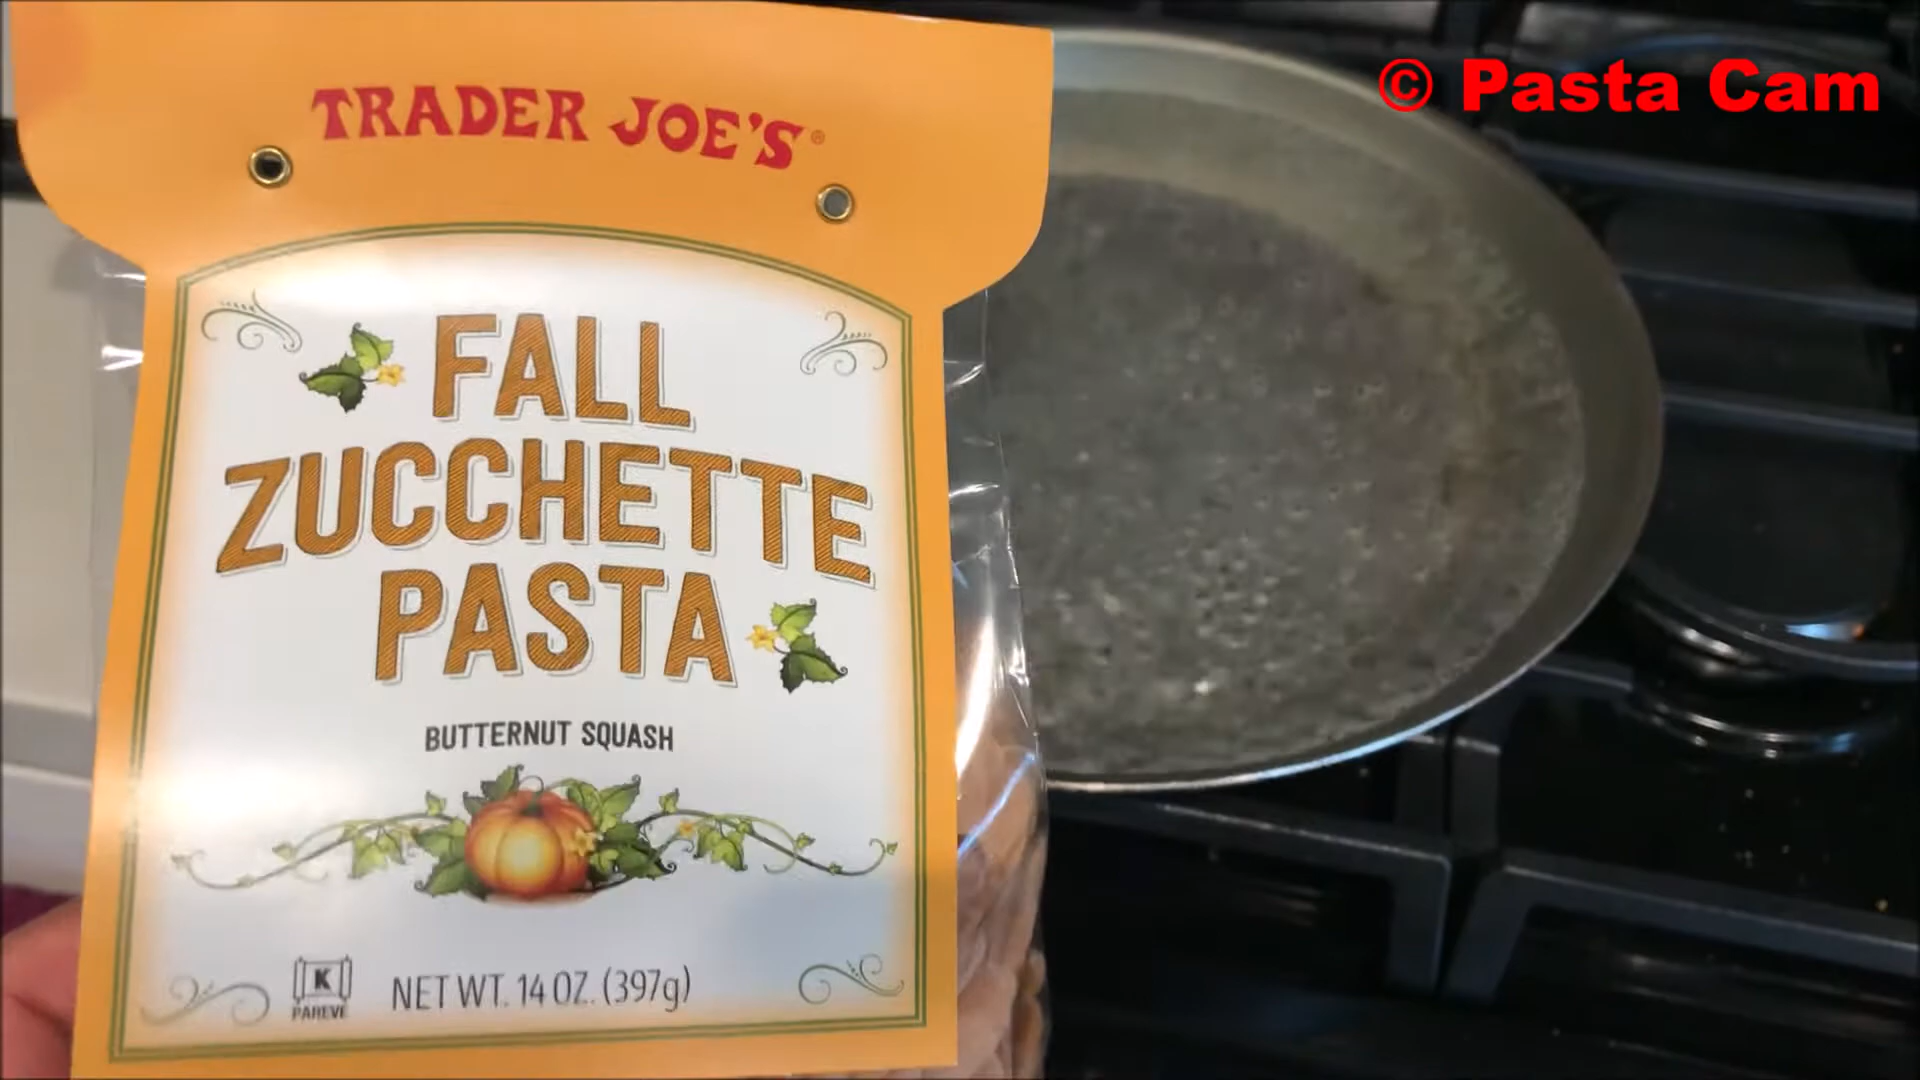 © Pasta Cam
TRADER JOE'S®
FALL
ZUCCHETTE
PASTA
BUTTERNUT SQUASH
K
PAREVE
NET WT. 14 OZ. (397g)